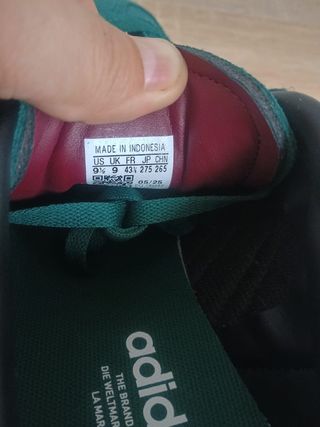 MADE IN INDONESIA
US UK FR JP CHN
9½ 9 43⅓ 275 265
05/25
adid
THE BRAND
DIE WELTMAR
LA MAR